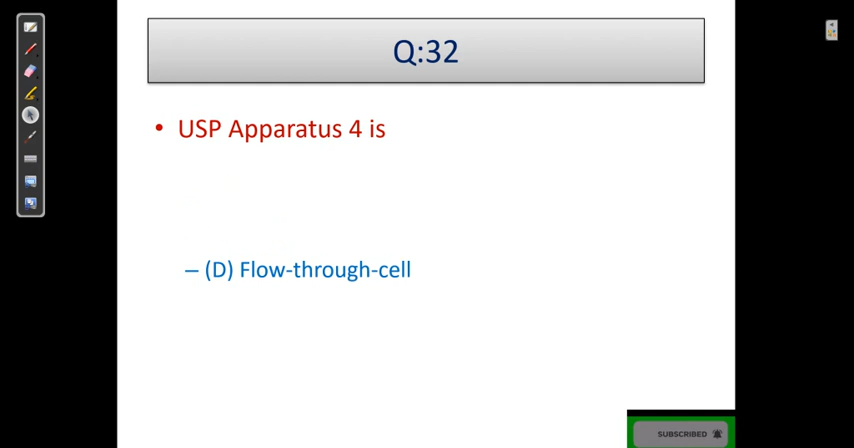 Q:32
• USP Apparatus 4 is
– (D) Flow-through-cell
SUBSCRIBED